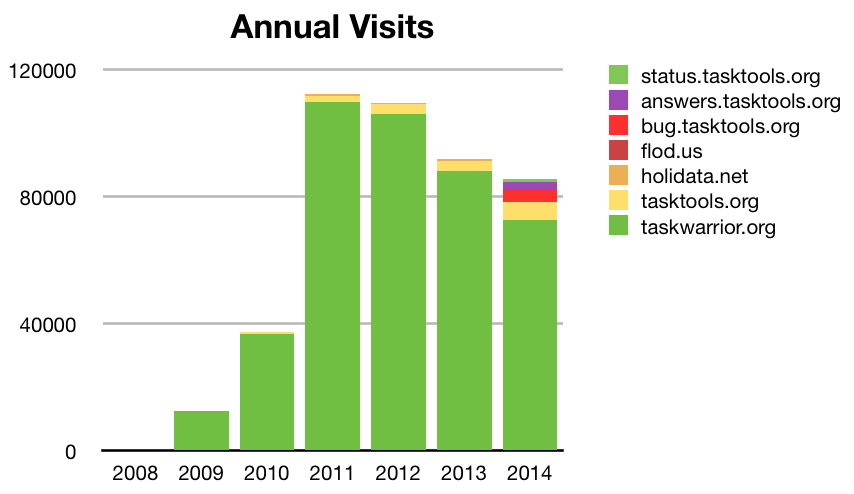 Annual Visits
120000
80000
40000
0
2008 2009 2010 2011 2012 2013 2014
status.tasktools.org
answers.tasktools.org
bug.tasktools.org
flod.us
holidata.net
tasktools.org
taskwarrior.org